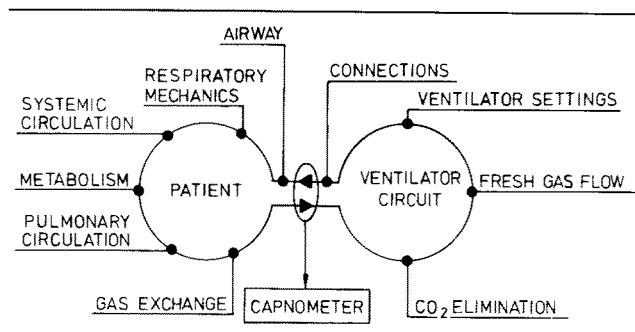 AIRWAY
RESPIRATORY
MECHANICS
CONNECTIONS
SYSTEMIC
CIRCULATION
VENTILATOR SETTINGS
METABOLISM
PATIENT
VENTILATOR
CIRCUIT
FRESH GAS FLOW
PULMONARY
CIRCULATION
GAS EXCHANGE
CAPNOMETER
CO₂ ELIMINATION